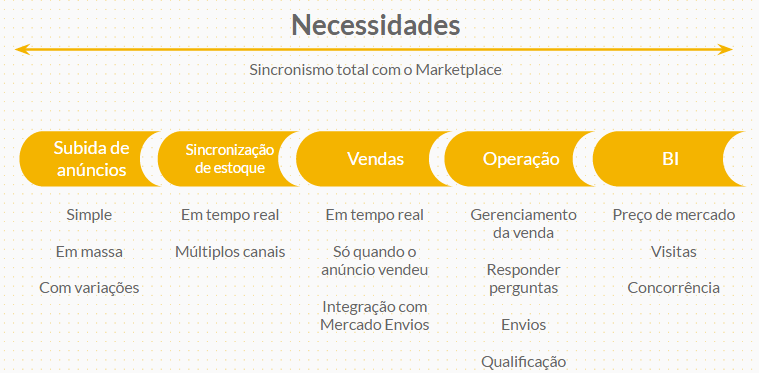 Necessidades
Sincronismo total com o Marketplace
Subida de
anúncios
Sincronização
de estoque
Vendas
Operação
BI
Simple
Em massa
Com variações
Em tempo real
Múltiplos canais
Em tempo real
Só quando o
anúncio vendeu
Integração com
Mercado Envios
Gerenciamento
da venda
Responder
perguntas
Envios
Qualificação
Preço de mercado
Visitas
Concorrência